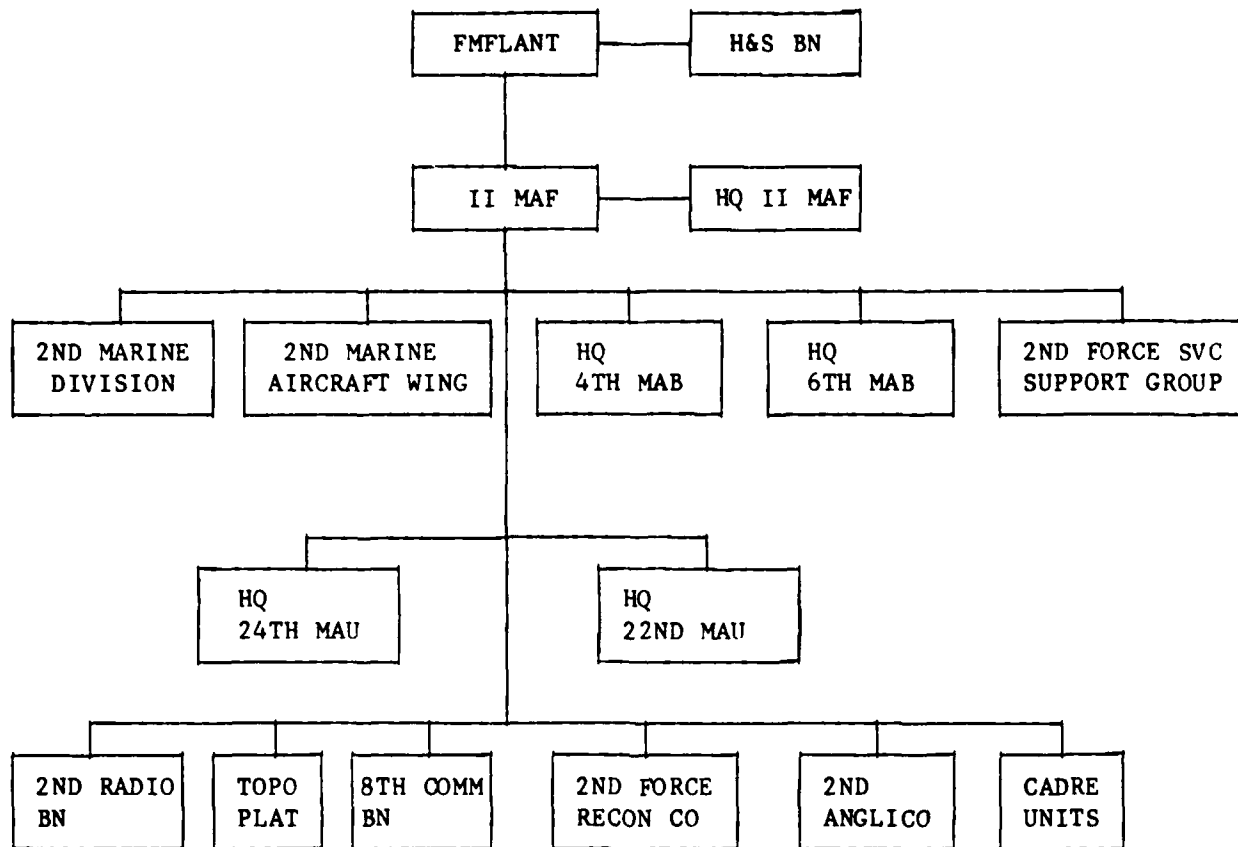 FMFLANT
H&S BN
II MAF
HQ II MAF
2ND MARINE
DIVISION
2ND MARINE
AIRCRAFT WING
HQ
4TH MAB
HQ
6TH MAB
2ND FORCE SVC
SUPPORT GROUP
HQ
24TH MAU
HQ
22ND MAU
2ND RADIO
BN
TOPO
PLAT
8TH COMM
BN
2ND FORCE
RECON CO
2ND
ANGLICO
CADRE
UNITS